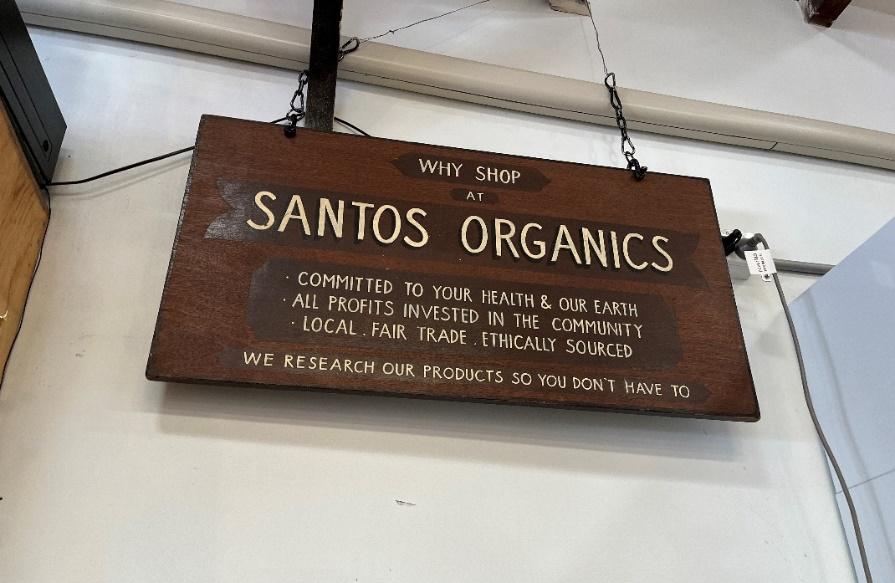 WHY SHOP
AT
SANTOS ORGANICS
· COMMITTED TO YOUR HEALTH & OUR EARTH
· ALL PROFITS INVESTED IN THE COMMUNITY
· LOCAL . FAIR TRADE . ETHICALLY SOURCED
WE RESEARCH OUR PRODUCTS SO YOU DON'T HAVE TO